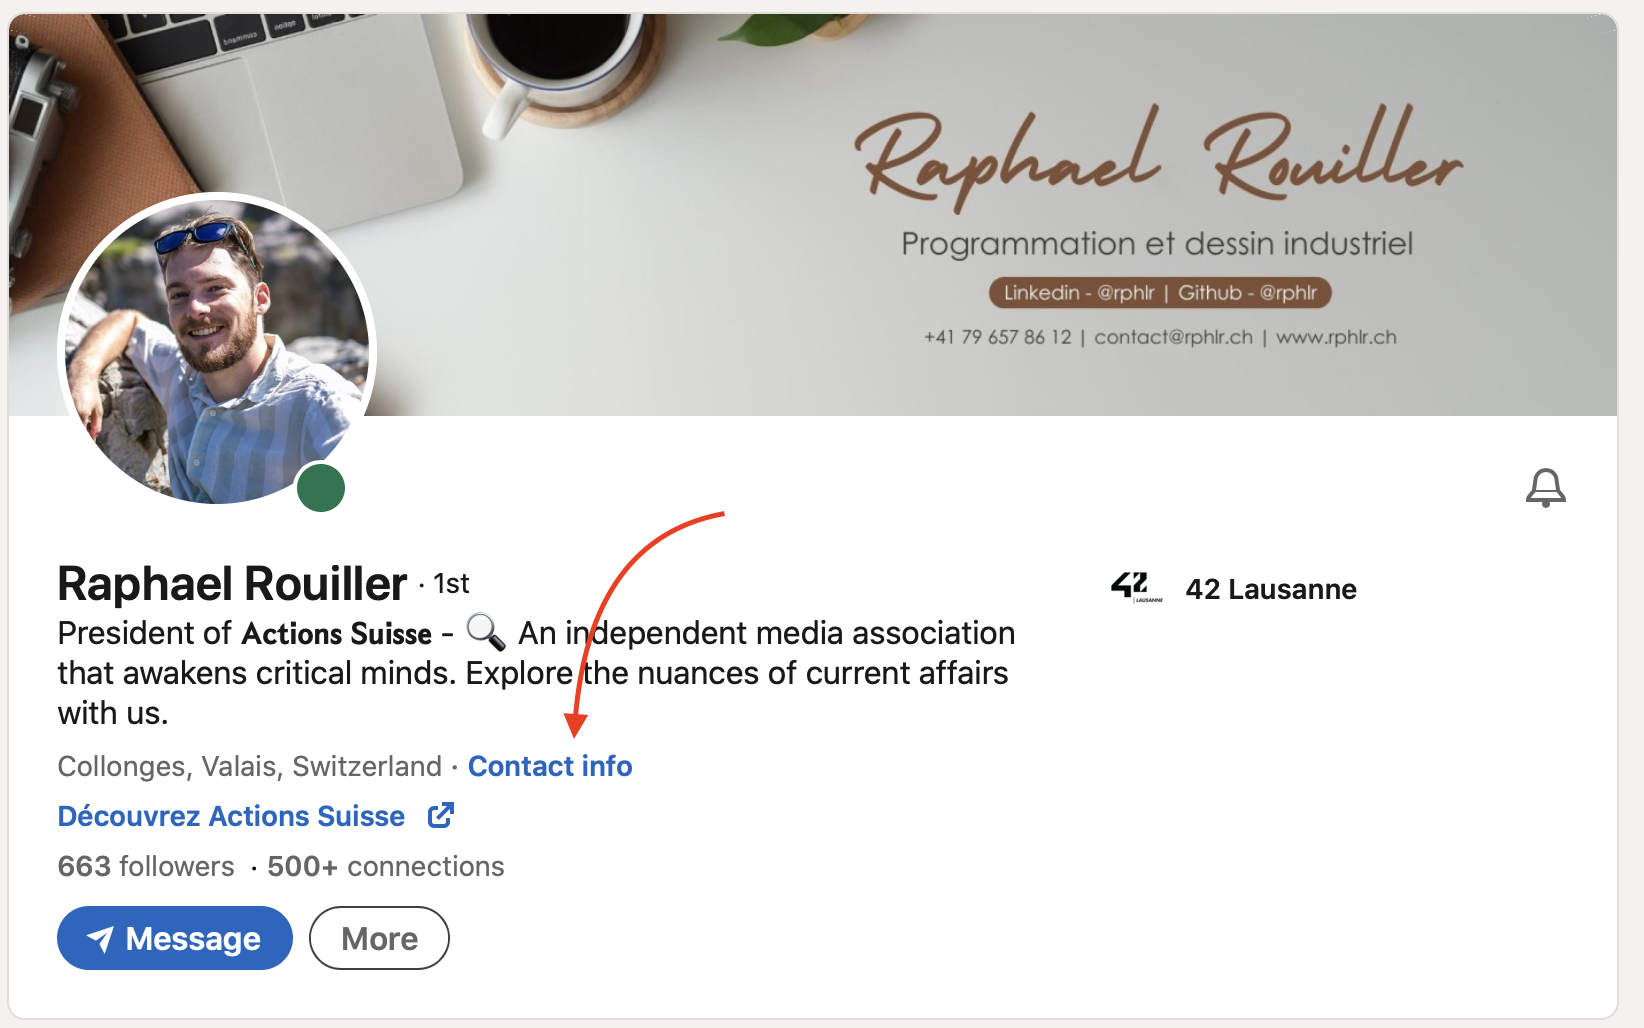 Raphael Rouiller
Programmation et dessin industriel
Linkedin - @rphlr | Github - @rphlr
+41 79 657 86 12 | contact@rphlr.ch | www.rphlr.ch
Raphael Rouiller · 1st
President of Actions Suisse - 🔍 An independent media association
that awakens critical minds. Explore the nuances of current affairs
with us.
Collonges, Valais, Switzerland · Contact info
Découvrez Actions Suisse
663 followers · 500+ connections
Message
More
42
LAUSANNE
42 Lausanne